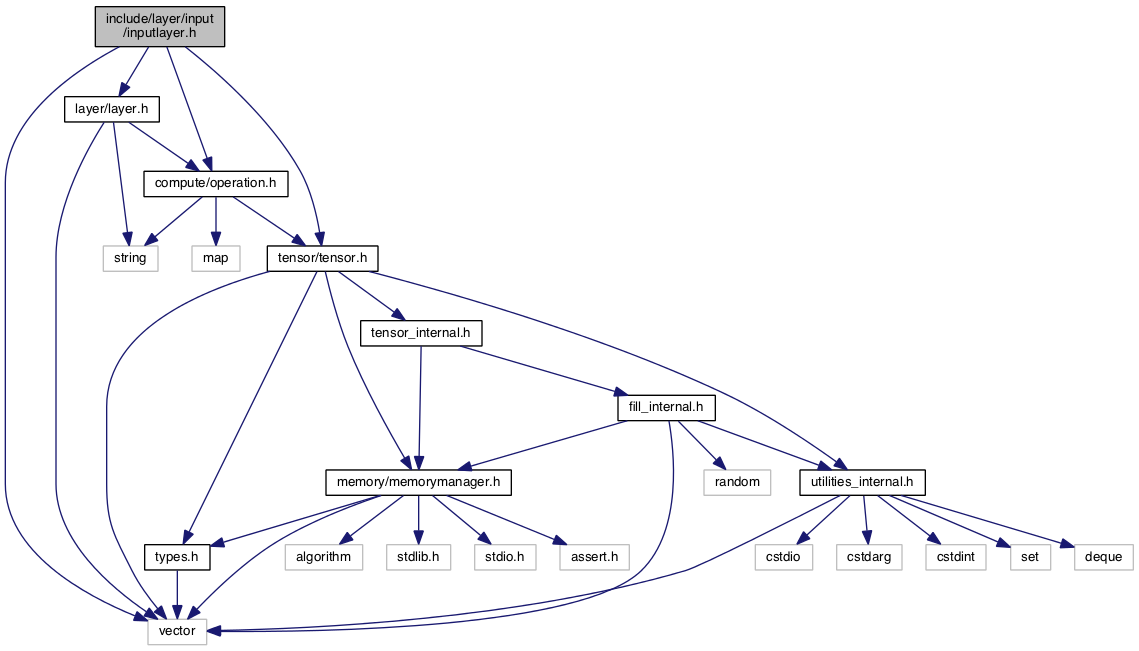 include/layer/input
/inputlayer.h
layer/layer.h
compute/operation.h
string
map
tensor/tensor.h
tensor_internal.h
fill_internal.h
memory/memorymanager.h
random
utilities_internal.h
types.h
algorithm
stdlib.h
stdio.h
assert.h
cstdio
cstdarg
cstdint
set
deque
vector